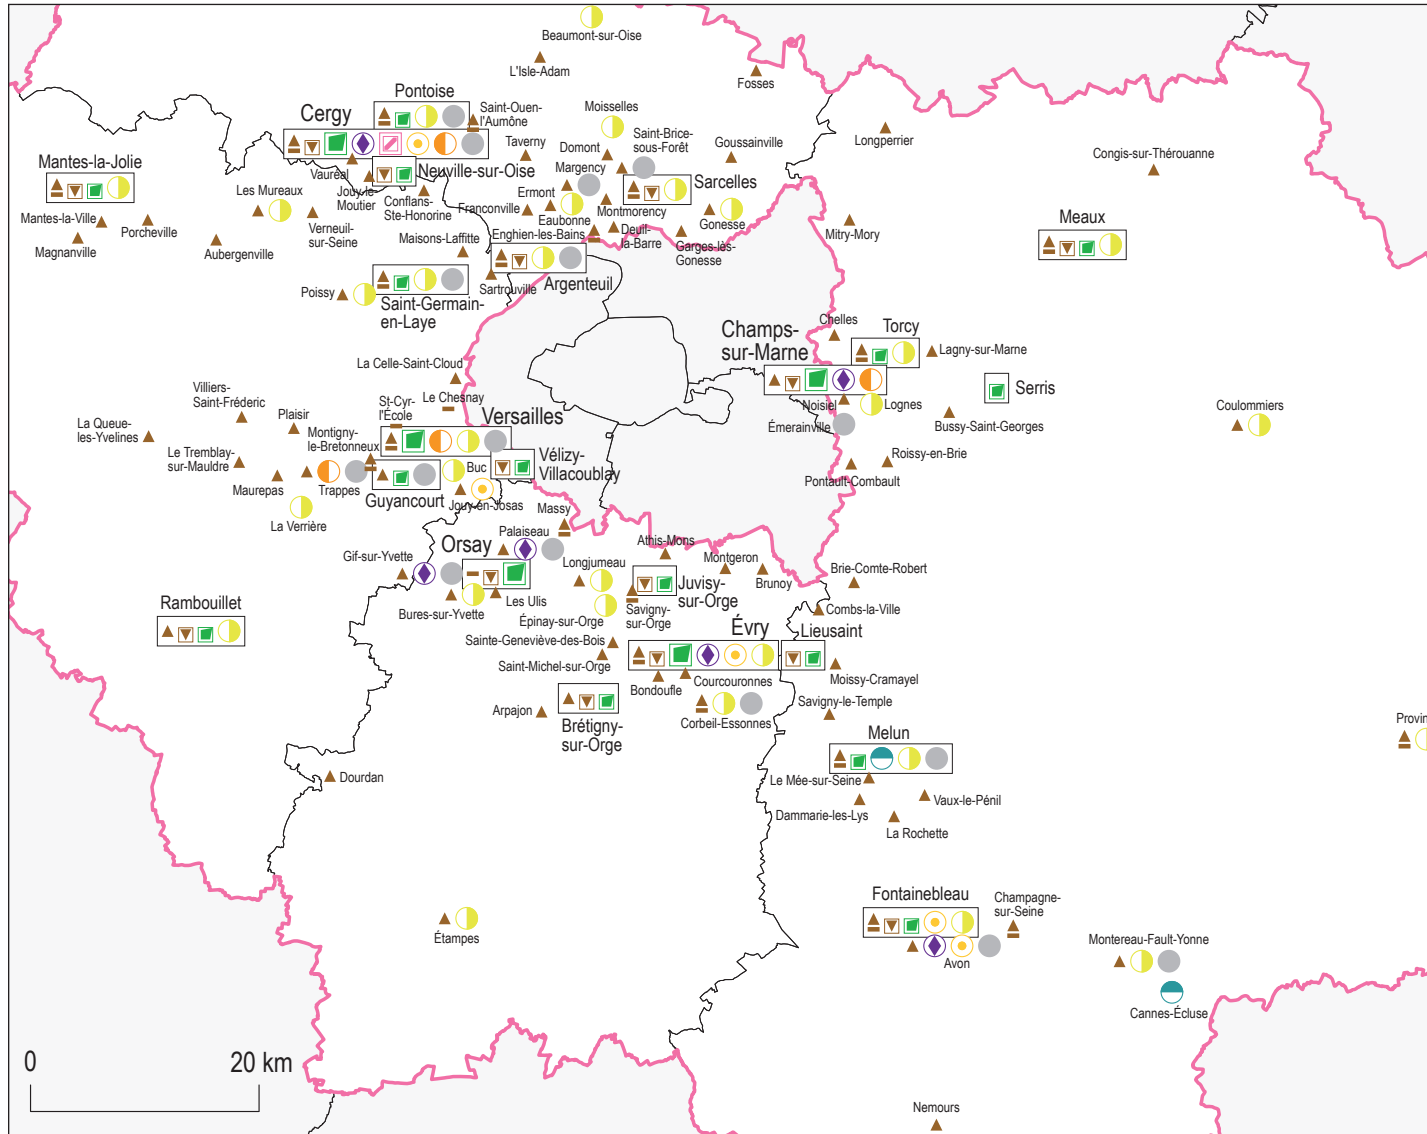 Beaumont-sur-Oise
L'Isle-Adam
Fosses
Pontoise
Cergy
Saint-Ouen-
l'Aumône
Moisselles
Saint-Brice-
sous-Forêt
Taverny
Domont
Goussainville
Longperrier
Congis-sur-Thérouanne
Mantes-la-Jolie
Vauréal
Neuville-sur-Oise
Margency
Sarcelles
Les Mureaux
Jouy-le-
Moutier
Conflans-
Ste-Honorine
Ermont
Franconville
Eaubonne
Montmorency
Gonesse
Meaux
Mantes-la-Ville
Porcheville
Magnanville
Verneuil-
sur-Seine
Aubergenville
Maisons-Laffitte
Enghien-les-Bains
Deuil-
la-Barre
Garges-lès-
Gonesse
Mitry-Mory
Poissy
Saint-Germain-
en-Laye
Sartrouville
Argenteuil
Champs-
sur-Marne
Chelles
Torcy
Lagny-sur-Marne
La Celle-Saint-Cloud
Serris
Villiers-
Saint-Fréderic
Le Chesnay
St-Cyr-
l'École
Versailles
Noisiel
Lognes
Émerainville
Bussy-Saint-Georges
Coulommiers
La Queue-
les-Yvelines
Plaisir
Montigny-
le-Bretonneux
Le Tremblay-
sur-Mauldre
Vélizy-
Villacoublay
Buc
Roissy-en-Brie
Pontault-Combault
Maurepas
Trappes
Guyancourt
Jouy-en-Josas
La Verrière
Massy
Palaiseau
Orsay
Athis-Mons
Gif-sur-Yvette
Longjumeau
Montgeron
Brunoy
Brie-Comte-Robert
Juvisy-
sur-Orge
Bures-sur-Yvette
Les Ulis
Épinay-sur-Orge
Savigny-
sur-Orge
Combs-la-Ville
Rambouillet
Évry
Lieusaint
Sainte-Geneviève-des-Bois
Saint-Michel-sur-Orge
Moissy-Cramayel
Bondoufle
Courcouronnes
Savigny-le-Temple
Arpajon
Brétigny-
sur-Orge
Corbeil-Essonnes
Melun
Dourdan
Le Mée-sur-Seine
Vaux-le-Pénil
Dammarie-les-Lys
La Rochette
Provin
Fontainebleau
Champagne-
sur-Seine
Étampes
Avon
Montereau-Fault-Yonne
Cannes-Écluse
0 20 km
Nemours